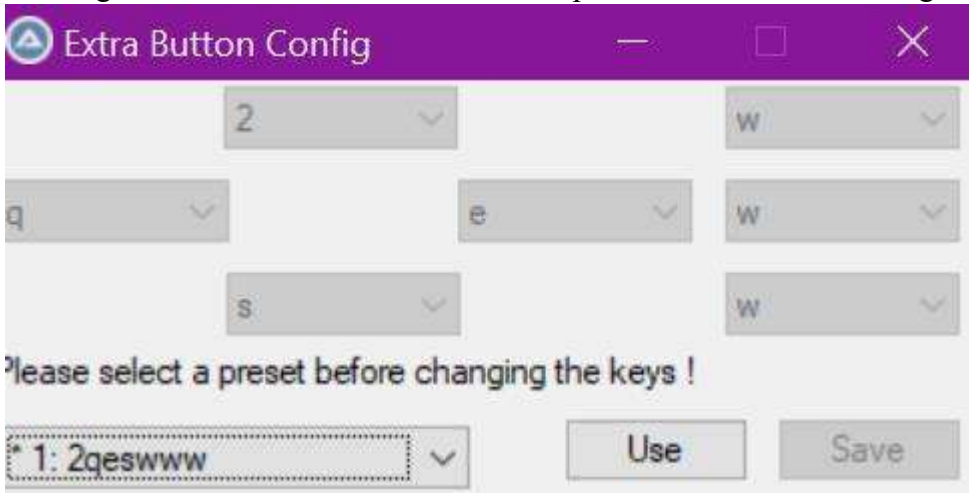 Extra Button Config
2 w
q e w
s w
Please select a preset before changing the keys !
* 1: 2qeswww Use Save